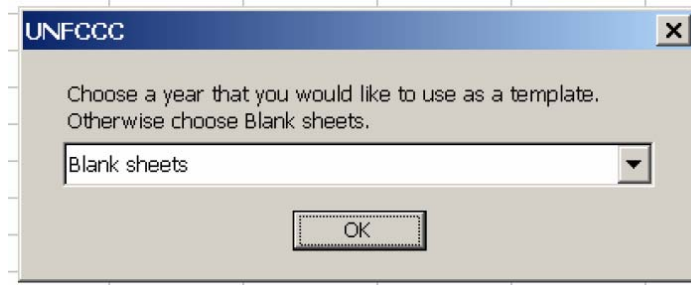 UNFCCC
Choose a year that you would like to use as a template.
Otherwise choose Blank sheets.
Blank sheets
OK